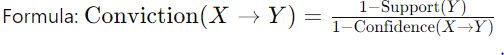 Formula: Conviction(X → Y) = 1−Support(Y) / 1−Confidence(X→Y)